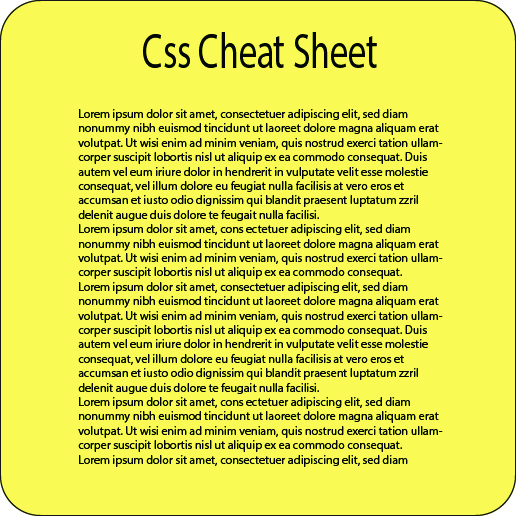 Css Cheat Sheet
Lorem ipsum dolor sit amet, consectetuer adipiscing elit, sed diam
nonummy nibh euismod tincidunt ut laoreet dolore magna aliquam erat
volutpat. Ut wisi enim ad minim veniam, quis nostrud exerci tation ullam-
corper suscipit lobortis nisl ut aliquip ex ea commodo consequat. Duis
autem vel eum iriure dolor in hendrerit in vulputate velit esse molestie
consequat, vel illum dolore eu feugiat nulla facilisis at vero eros et
accumsan et iusto odio dignissim qui blandit praesent luptatum zzril
delenit augue duis dolore te feugait nulla facilisi.
Lorem ipsum dolor sit amet, cons ectetuer adipiscing elit, sed diam
nonummy nibh euismod tincidunt ut laoreet dolore magna aliquam erat
volutpat. Ut wisi enim ad minim veniam, quis nostrud exerci tation ullam-
corper suscipit lobortis nisl ut aliquip ex ea commodo consequat.
Lorem ipsum dolor sit amet, consectetuer adipiscing elit, sed diam
nonummy nibh euismod tincidunt ut laoreet dolore magna aliquam erat
volutpat. Ut wisi enim ad minim veniam, quis nostrud exerci tation ullam-
corper suscipit lobortis nisl ut aliquip ex ea commodo consequat. Duis
autem vel eum iriure dolor in hendrerit in vulputate velit esse molestie
consequat, vel illum dolore eu feugiat nulla facilisis at vero eros et
accumsan et iusto odio dignissim qui blandit praesent luptatum zzril
delenit augue duis dolore te feugait nulla facilisi.
Lorem ipsum dolor sit amet, cons ectetuer adipiscing elit, sed diam
nonummy nibh euismod tincidunt ut laoreet dolore magna aliquam erat
volutpat. Ut wisi enim ad minim veniam, quis nostrud exerci tation ullam-
corper suscipit lobortis nisl ut aliquip ex ea commodo consequat.
Lorem ipsum dolor sit amet, consectetuer adipiscing elit, sed diam